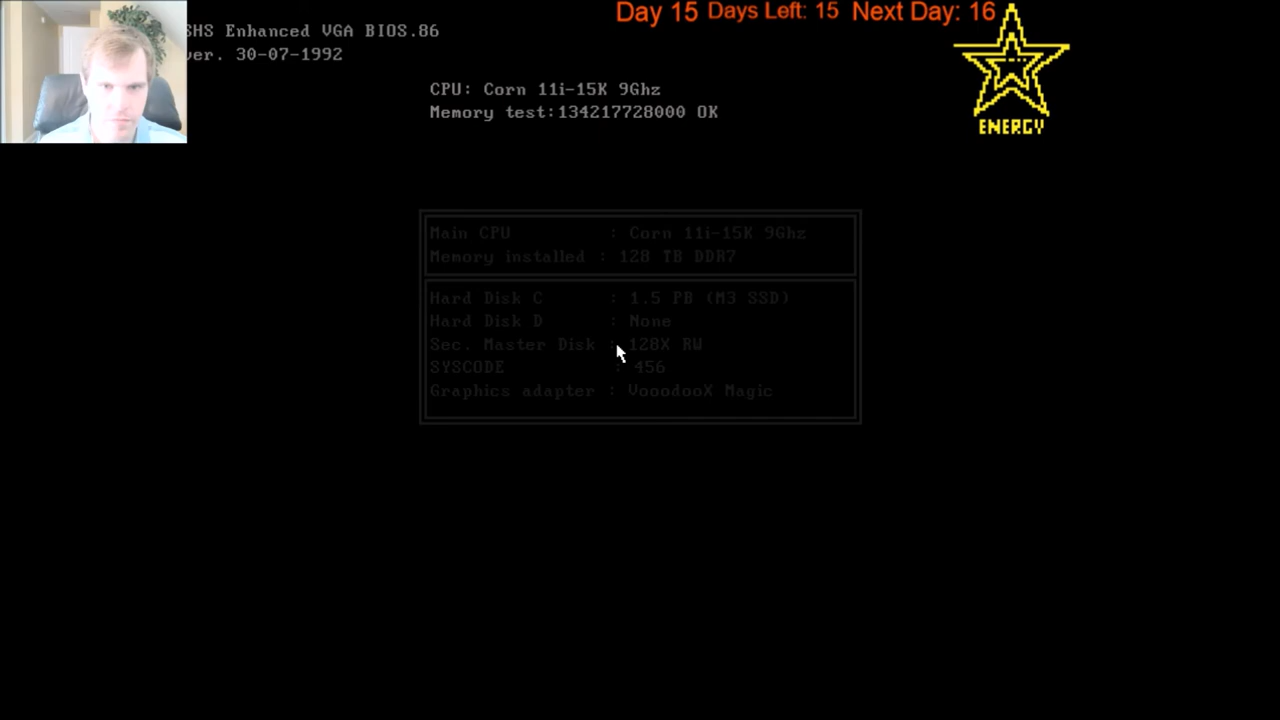 Day 15 Days Left: 15 Next Day: 16
SHS Enhanced VGA BIOS.86
ver. 30-07-1992
ENERGY
CPU: Corn 11i-15K 9Ghz
Memory test:134217728000 OK
Main CPU : Corn 11i-15K 9Ghz
Memory installed : 128 TB DDR7
Hard Disk C : 1.5 PB (M3 SSD)
Hard Disk D : None
Sec. Master Disk : 128X RW
SYSCODE : 456
Graphics adapter : VooodooX Magic